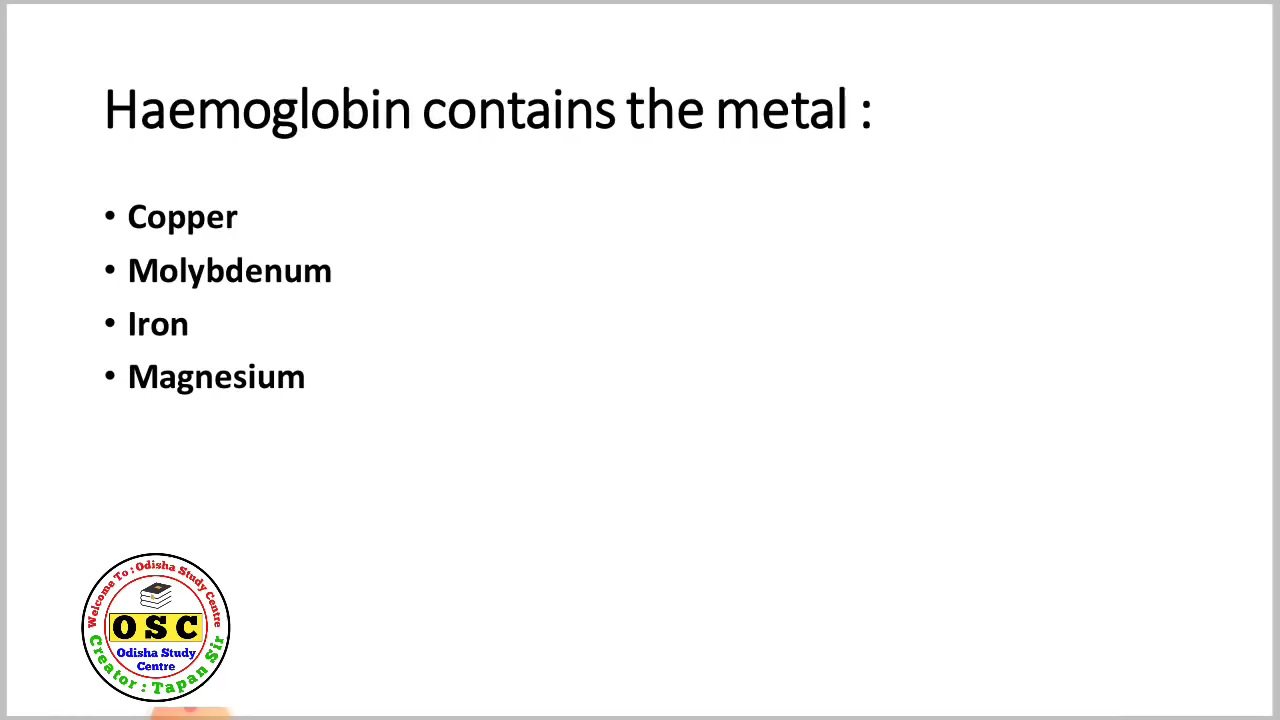 Haemoglobin contains the metal :
• Copper
• Molybdenum
• Iron
• Magnesium
Welcome To : Odisha Study Centre
O S C
Odisha Study
Centre
Creator : Tapan Sir